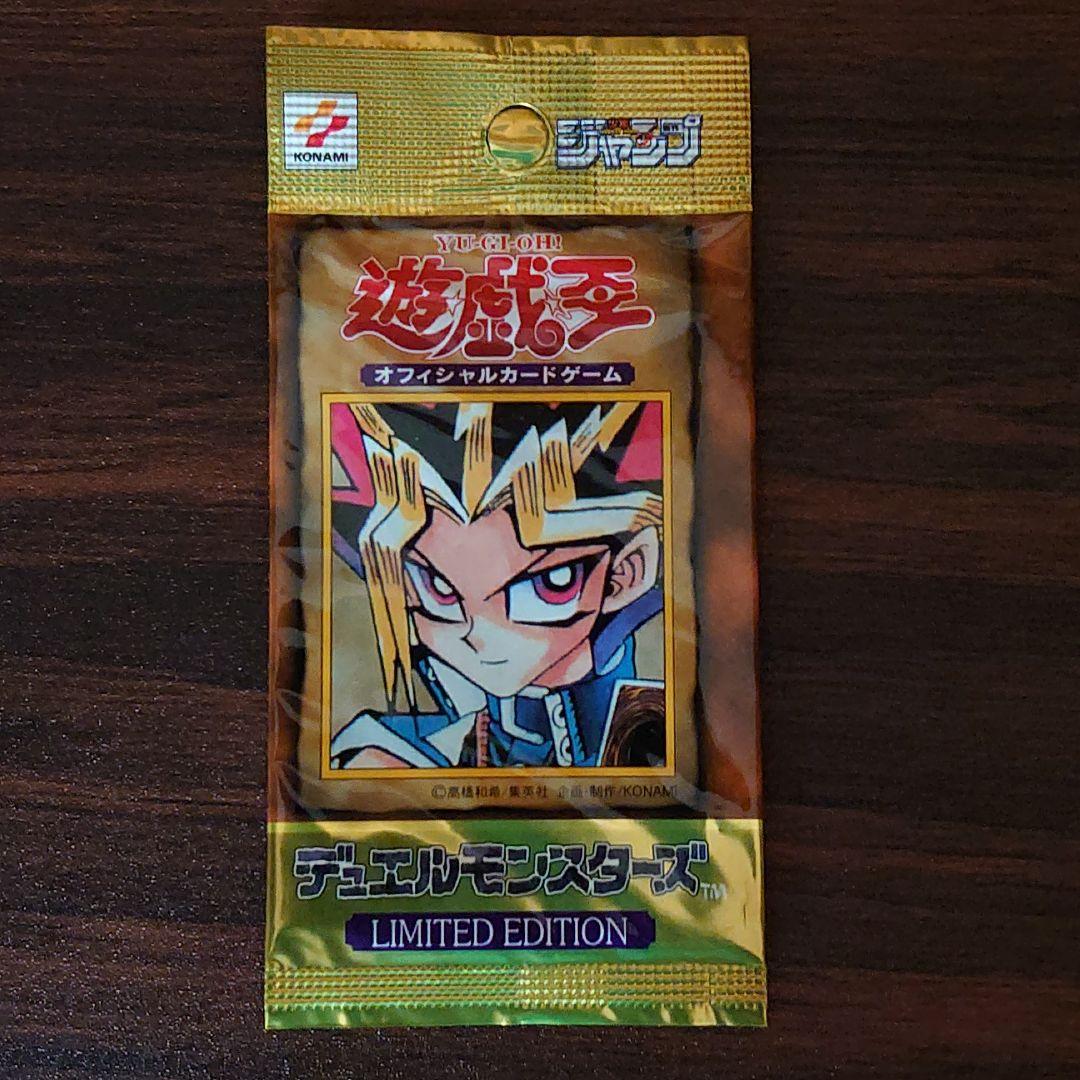 KONAMI
ジャンプ
YU-GI-OH!
遊戯王
オフィシャルカードゲーム
©高橋和希/集英社 企画・制作/KONAMI
デュエルモンスターズ™
LIMITED EDITION